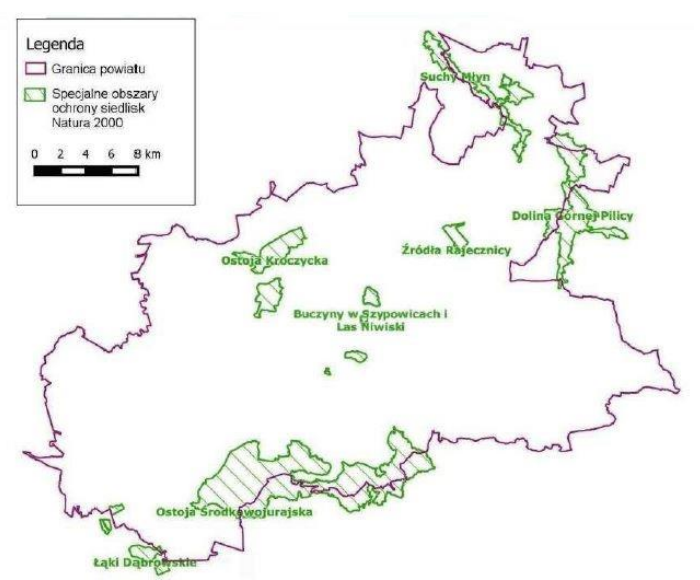 Legenda
Granica powiatu
Specjalne obszary
ochrony siedlisk
Natura 2000
0 2 4 6 8 km
Suchy Młyn
Dolina Górnej Pilicy
Źródła Rajecznicy
Ostoja Kroczycka
Buczyny w Szypowicach i
Las Niwiski
Ostoja Środkowojurajska
Łąki Dąbrowskie